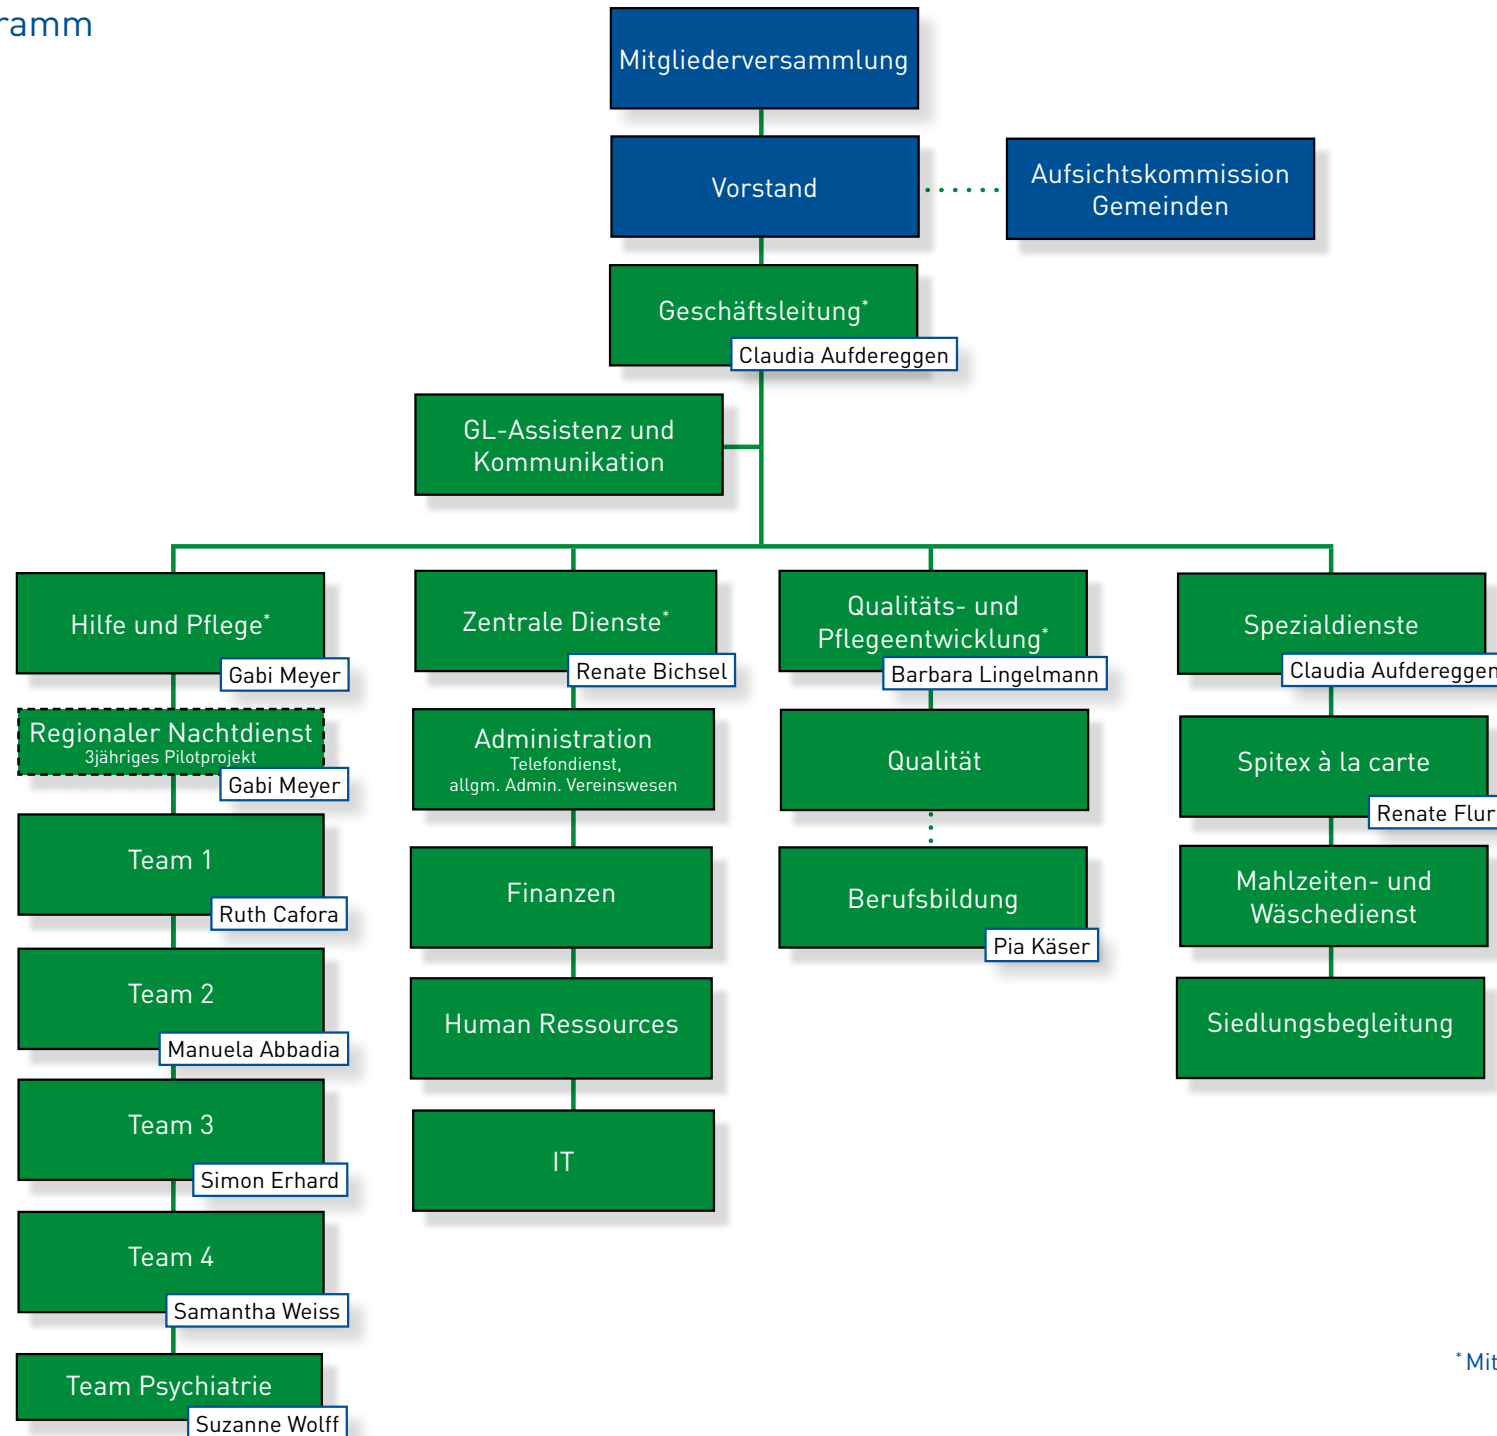 ramm
Mitgliederversammlung
Vorstand
Aufsichtskommission
Gemeinden
Geschäftsleitung*
Claudia Aufdereggen
GL-Assistenz und
Kommunikation
Hilfe und Pflege*
Gabi Meyer
Regionaler Nachtdienst
3jähriges Pilotprojekt
Gabi Meyer
Team 1
Ruth Cafora
Team 2
Manuela Abbadia
Team 3
Simon Erhard
Team 4
Samantha Weiss
Team Psychiatrie
Suzanne Wolff
Zentrale Dienste*
Renate Bichsel
Administration
Telefondienst,
allgm. Admin. Vereinswesen
Finanzen
Human Ressources
IT
Qualitäts- und
Pflegeentwicklung*
Barbara Lingelmann
Qualität
Berufsbildung
Pia Käser
Spezialdienste
Claudia Aufdereggen
Spitex à la carte
Renate Flur
Mahlzeiten- und
Wäschedienst
Siedlungsbegleitung
* Mit